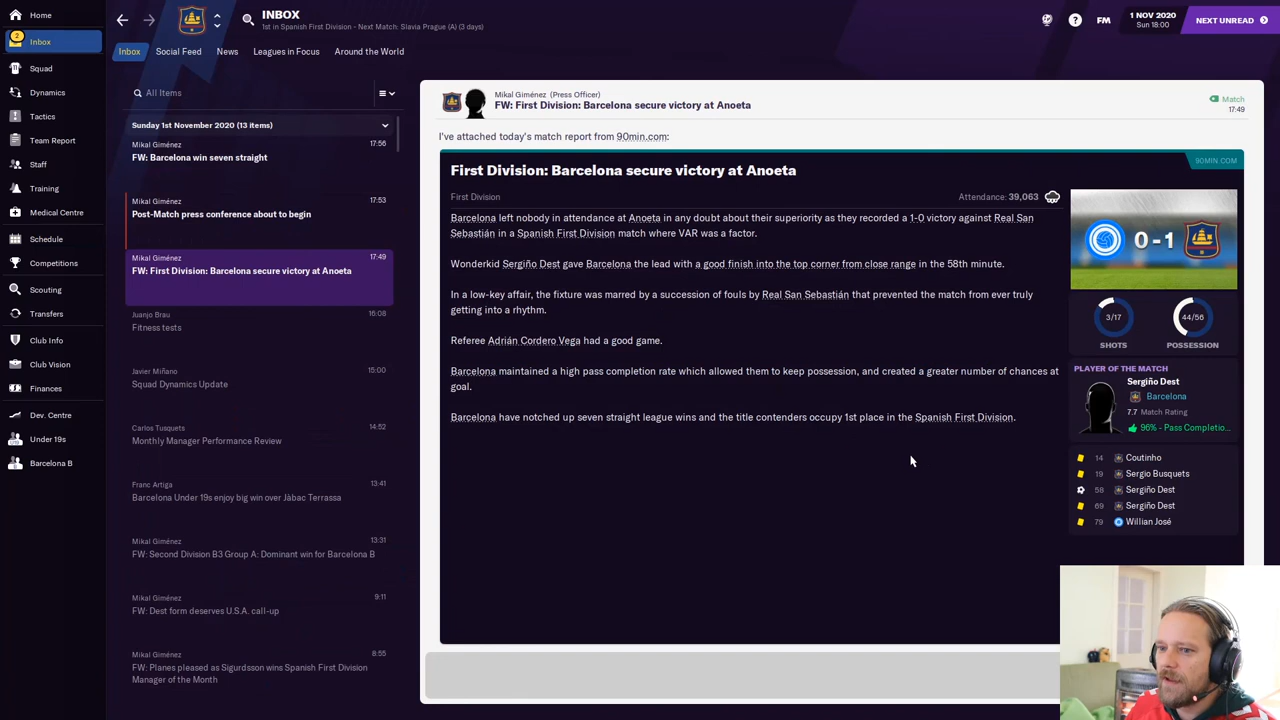 INBOX
1st in Spanish First Division - Next Match: Slavia Prague (A) (3 days)
FM
1 NOV 2020
Sun 18:00
NEXT UNREAD
Home
2
Inbox
Squad
Dynamics
Tactics
Team Report
Staff
Training
Medical Centre
Schedule
Competitions
Scouting
Transfers
Club Info
Club Vision
Finances
Dev. Centre
Under 19s
Barcelona B
Inbox
Social Feed
News
Leagues in Focus
Around the World
All Items
Sunday 1st November 2020 (13 items)
Mikal Giménez 17:56
FW: Barcelona win seven straight
Mikal Giménez 17:53
Post-Match press conference about to begin
Mikal Giménez 17:49
FW: First Division: Barcelona secure victory at Anoeta
Juanjo Brau 16:08
Fitness tests
Javier Miñano 15:00
Squad Dynamics Update
Carlos Tusquets 14:52
Monthly Manager Performance Review
Franc Artiga 13:41
Barcelona Under 19s enjoy big win over Jàbac Terrassa
Mikal Giménez 13:31
FW: Second Division B3 Group A: Dominant win for Barcelona B
Mikal Giménez 9:11
FW: Dest form deserves U.S.A. call-up
Mikal Giménez 8:55
FW: Planes pleased as Sigurdsson wins Spanish First Division
Manager of the Month
Mikal Giménez (Press Officer)
FW: First Division: Barcelona secure victory at Anoeta
Match
17:49
I've attached today's match report from 90min.com:
90MIN.COM
First Division: Barcelona secure victory at Anoeta
First Division
Attendance: 39,063
Barcelona left nobody in attendance at Anoeta in any doubt about their superiority as they recorded a 1-0 victory against Real San
Sebastián in a Spanish First Division match where VAR was a factor.
Wonderkid Sergiño Dest gave Barcelona the lead with a good finish into the top corner from close range in the 58th minute.
In a low-key affair, the fixture was marred by a succession of fouls by Real San Sebastián that prevented the match from ever truly
getting into a rhythm.
Referee Adrián Cordero Vega had a good game.
Barcelona maintained a high pass completion rate which allowed them to keep possession, and created a greater number of chances at
goal.
Barcelona have notched up seven straight league wins and the title contenders occupy 1st place in the Spanish First Division.
0-1
3/17
44/56
SHOTS
POSSESSION
PLAYER OF THE MATCH
Sergiño Dest
Barcelona
7.7 Match Rating
96% - Pass Completio...
14 Coutinho
19 Sergio Busquets
58 Sergiño Dest
69 Sergiño Dest
79 Willian José